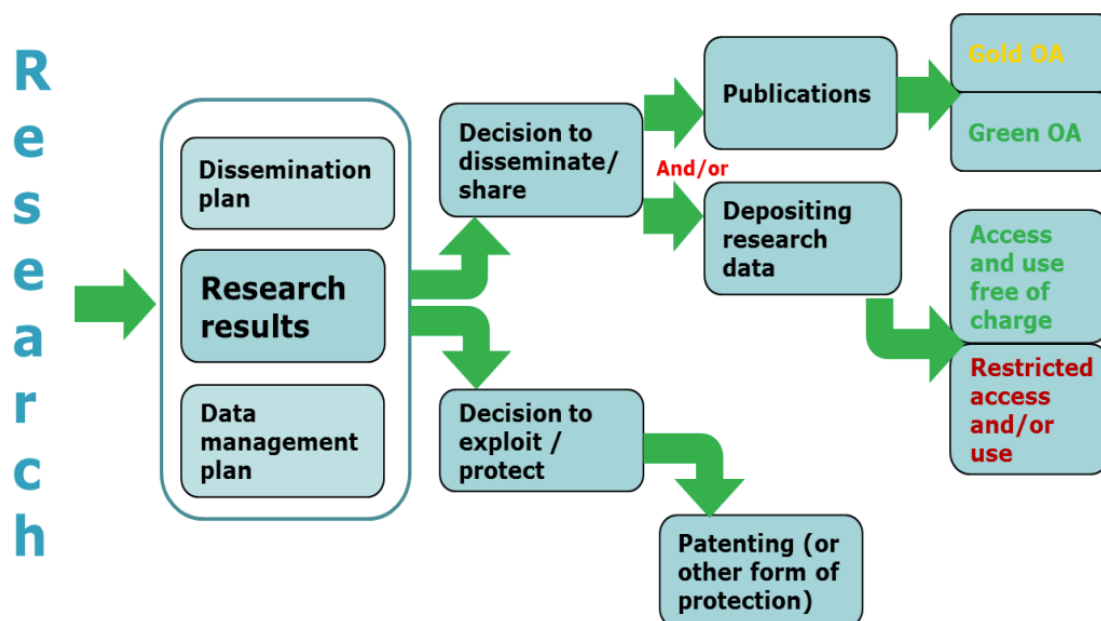 Research
Dissemination
plan
Research
results
Data
management
plan
Decision to
disseminate/
share
Decision to
exploit /
protect
And/or
Publications
Depositing
research
data
Patenting (or
other form of
protection)
Gold OA
Green OA
Access
and use
free of
charge
Restricted
access
and/or
use